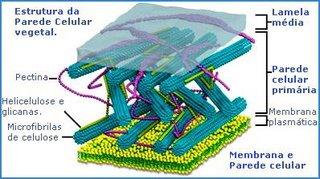 Estrutura da
Parede Celular
vegetal.
Lamela
média
Pectina
Parede
celular
primária
Helicelulose e
glicanas.
Membrana
plasmática
Microfibrilas
de celulose
Membrana e
Parede celular